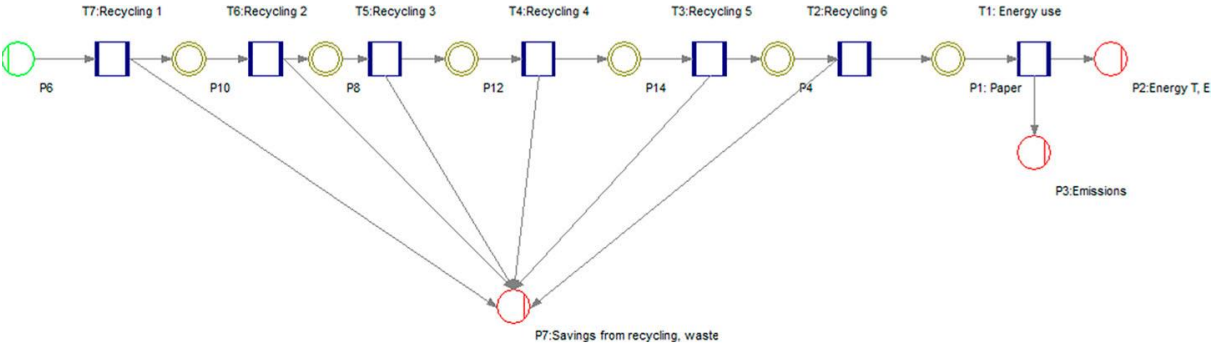 T7:Recycling 1
T6:Recycling 2
T5:Recycling 3
T4:Recycling 4
T3:Recycling 5
T2:Recycling 6
T1: Energy use
P6
P10
P8
P12
P14
P4
P1: Paper
P2:Energy T, E
P3:Emissions
P7:Savings from recycling, waste